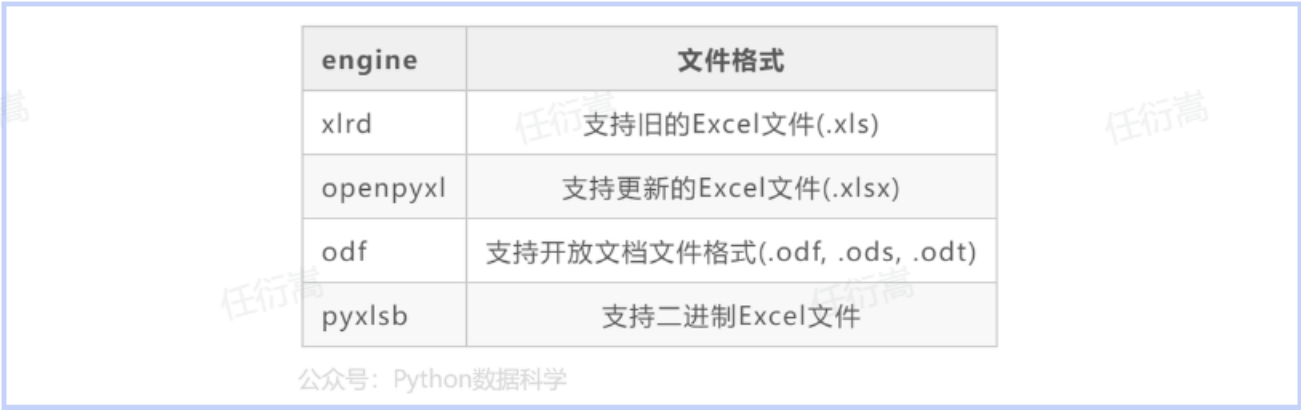 engine 文件格式
xlrd 支持旧的Excel文件(.xls)
openpyxl 支持更新的Excel文件(.xlsx)
odf 支持开放文档文件格式(.odf, .ods, .odt)
pyxlsb 支持二进制Excel文件
公众号：Python数据科学
嵩
任衍嵩
任衍嵩
任衍嵩
任衍嵩